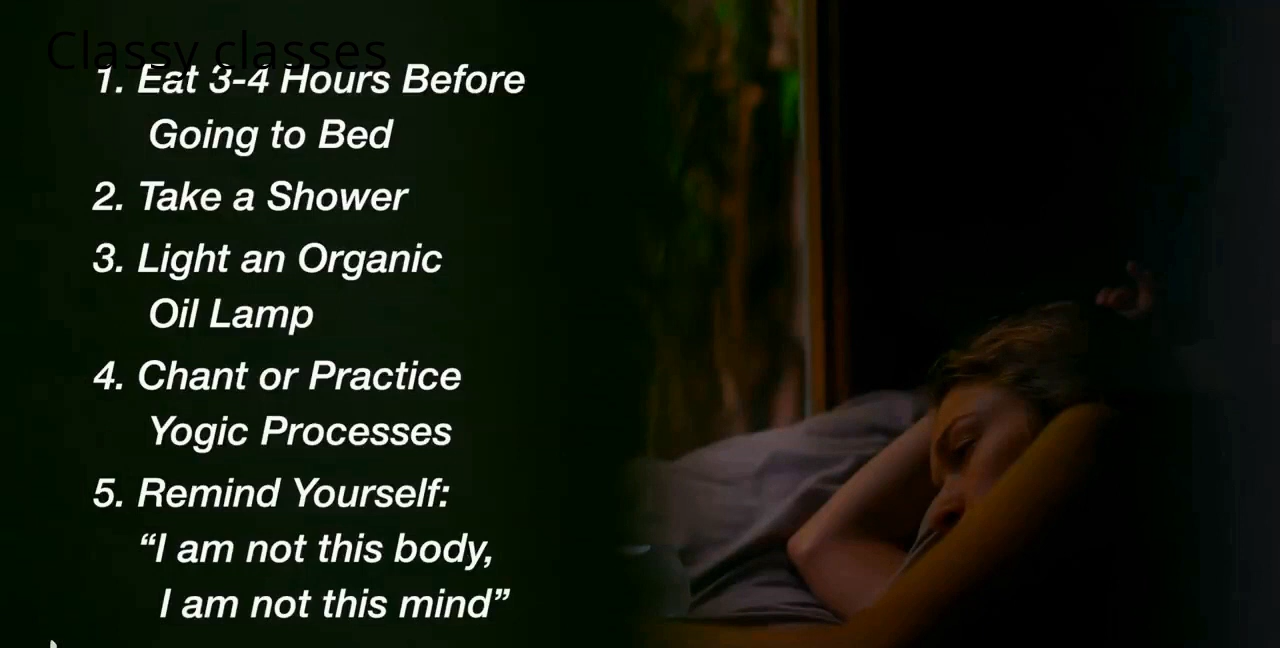 Classy classes
1. Eat 3-4 Hours Before
Going to Bed
2. Take a Shower
3. Light an Organic
Oil Lamp
4. Chant or Practice
Yogic Processes
5. Remind Yourself:
“I am not this body,
I am not this mind”